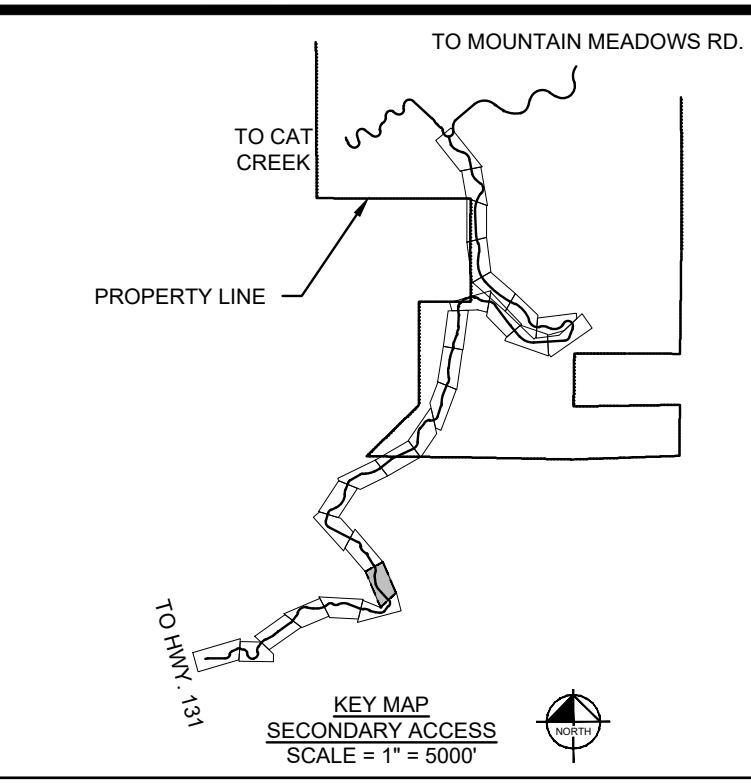 TO MOUNTAIN MEADOWS RD.
TO CAT
CREEK
PROPERTY LINE
TO HWY. 131
KEY MAP
SECONDARY ACCESS
SCALE = 1" = 5000'
NORTH